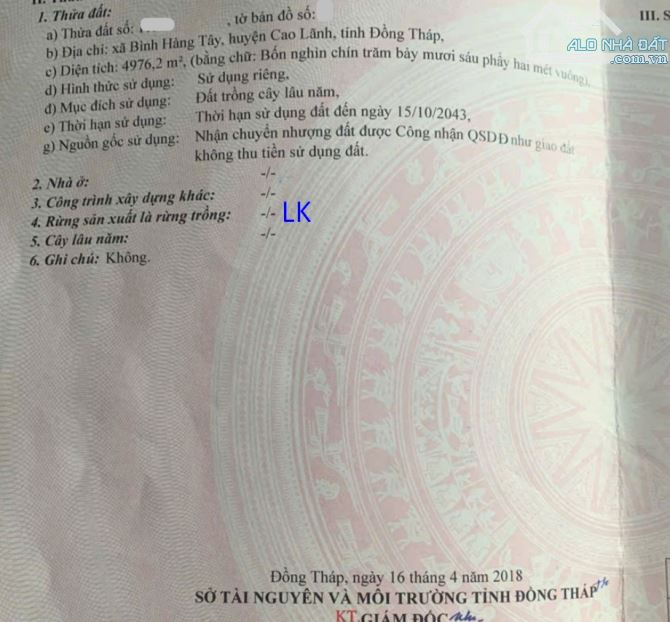 1. Thửa đất:
III. S
a) Thửa đất số: , tờ bản đồ số:
b) Địa chỉ: xã Bình Hàng Tây, huyện Cao Lãnh, tỉnh Đồng Tháp,
c) Diện tích: 4976,2 m², (bằng chữ: Bốn nghìn chín trăm bảy mươi sáu phẩy hai mét vuông),
d) Hình thức sử dụng: Sử dụng riêng,
đ) Mục đích sử dụng: Đất trồng cây lâu năm,
e) Thời hạn sử dụng: Thời hạn sử dụng đất đến ngày 15/10/2043,
g) Nguồn gốc sử dụng: Nhận chuyển nhượng đất được Công nhận QSDĐ như giao đất
không thu tiền sử dụng đất.
2. Nhà ở: -/-
3. Công trình xây dựng khác: -/-
4. Rừng sản xuất là rừng trồng: -/- LK
5. Cây lâu năm: -/-
6. Ghi chú: Không.
Đồng Tháp, ngày 16 tháng 4 năm 2018
SỞ TÀI NGUYÊN VÀ MÔI TRƯỜNG TỈNH ĐỒNG THÁP
KT.GIÁM ĐỐC
ALO NHÀ ĐẤT
.com.vn